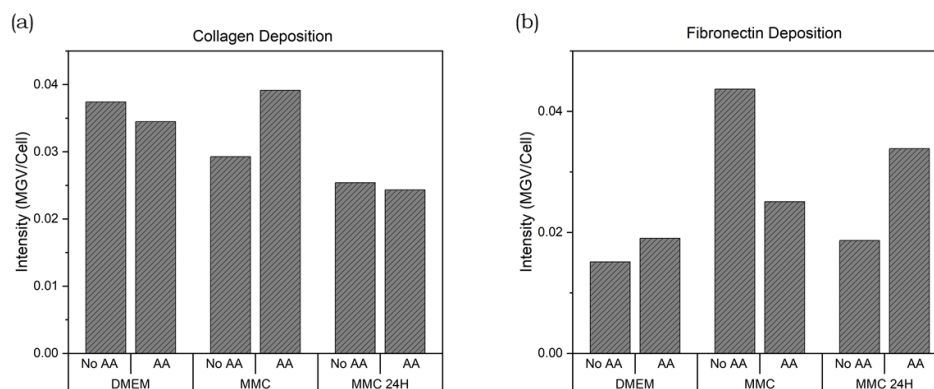 (a)
Collagen Deposition
Intensity (MGV/Cell)
0.04
0.03
0.02
0.01
0.00
No AA AA No AA AA No AA AA
DMEM MMC MMC 24H
(b)
Fibronectin Deposition
Intensity (MGV/Cell)
0.04
0.02
0.00
No AA AA No AA AA No AA AA
DMEM MMC MMC 24H